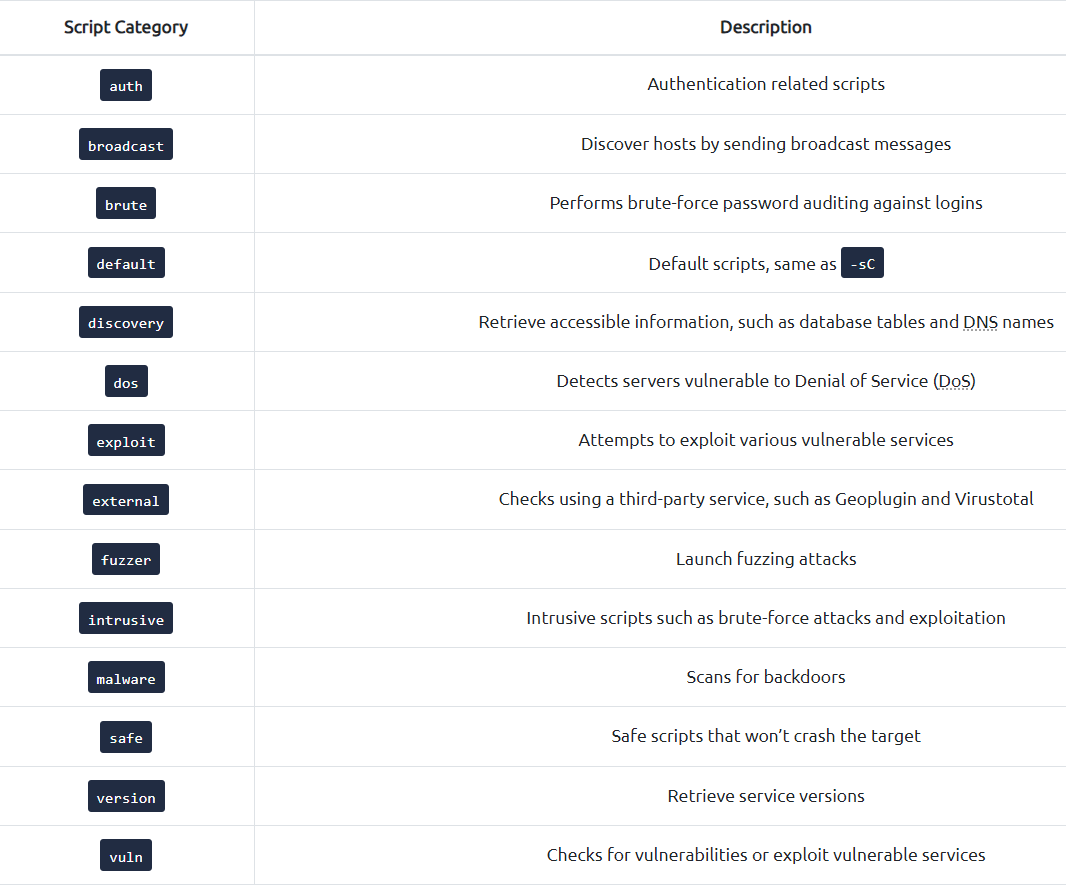 Script Category Description
auth Authentication related scripts
broadcast Discover hosts by sending broadcast messages
brute Performs brute-force password auditing against logins
default Default scripts, same as -sC
discovery Retrieve accessible information, such as database tables and DNS names
dos Detects servers vulnerable to Denial of Service (DoS)
exploit Attempts to exploit various vulnerable services
external Checks using a third-party service, such as Geoplugin and Virustotal
fuzzer Launch fuzzing attacks
intrusive Intrusive scripts such as brute-force attacks and exploitation
malware Scans for backdoors
safe Safe scripts that won’t crash the target
version Retrieve service versions
vuln Checks for vulnerabilities or exploit vulnerable services